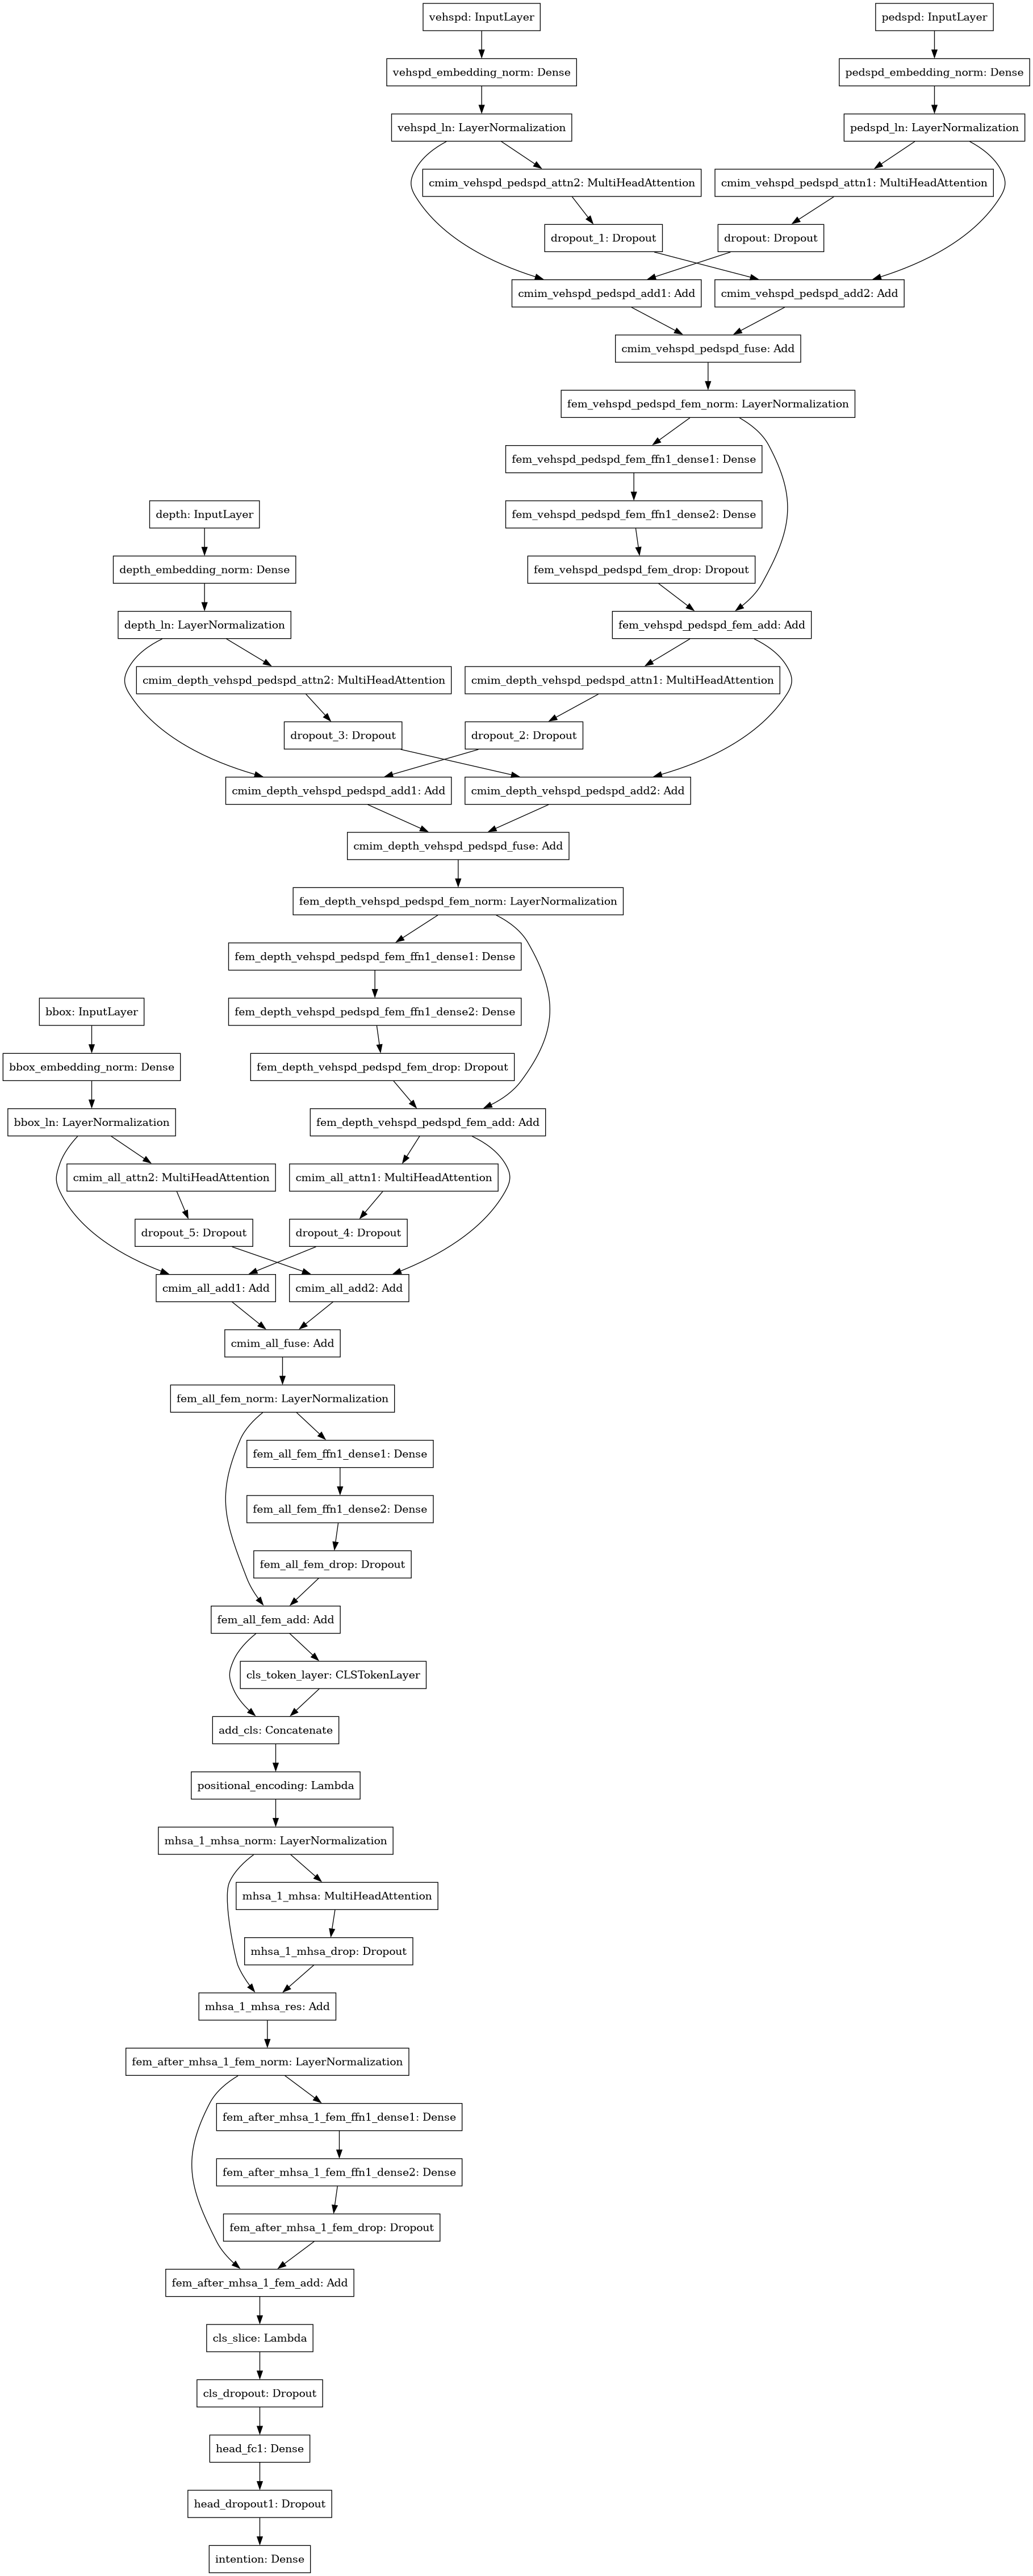 vehspd: InputLayer
pedspd: InputLayer
vehspd_embedding_norm: Dense
pedspd_embedding_norm: Dense
vehspd_ln: LayerNormalization
pedspd_ln: LayerNormalization
cmim_vehspd_pedspd_attn2: MultiHeadAttention
cmim_vehspd_pedspd_attn1: MultiHeadAttention
dropout_1: Dropout
dropout: Dropout
cmim_vehspd_pedspd_add1: Add
cmim_vehspd_pedspd_add2: Add
cmim_vehspd_pedspd_fuse: Add
fem_vehspd_pedspd_fem_norm: LayerNormalization
fem_vehspd_pedspd_fem_ffn1_dense1: Dense
fem_vehspd_pedspd_fem_ffn1_dense2: Dense
depth: InputLayer
depth_embedding_norm: Dense
fem_vehspd_pedspd_fem_drop: Dropout
depth_ln: LayerNormalization
fem_vehspd_pedspd_fem_add: Add
cmim_depth_vehspd_pedspd_attn2: MultiHeadAttention
cmim_depth_vehspd_pedspd_attn1: MultiHeadAttention
dropout_3: Dropout
dropout_2: Dropout
cmim_depth_vehspd_pedspd_add1: Add
cmim_depth_vehspd_pedspd_add2: Add
cmim_depth_vehspd_pedspd_fuse: Add
fem_depth_vehspd_pedspd_fem_norm: LayerNormalization
fem_depth_vehspd_pedspd_fem_ffn1_dense1: Dense
bbox: InputLayer
fem_depth_vehspd_pedspd_fem_ffn1_dense2: Dense
bbox_embedding_norm: Dense
fem_depth_vehspd_pedspd_fem_drop: Dropout
bbox_ln: LayerNormalization
fem_depth_vehspd_pedspd_fem_add: Add
cmim_all_attn2: MultiHeadAttention
cmim_all_attn1: MultiHeadAttention
dropout_5: Dropout
dropout_4: Dropout
cmim_all_add1: Add
cmim_all_add2: Add
cmim_all_fuse: Add
fem_all_fem_norm: LayerNormalization
fem_all_fem_ffn1_dense1: Dense
fem_all_fem_ffn1_dense2: Dense
fem_all_fem_drop: Dropout
fem_all_fem_add: Add
cls_token_layer: CLSTokenLayer
add_cls: Concatenate
positional_encoding: Lambda
mhsa_1_mhsa_norm: LayerNormalization
mhsa_1_mhsa: MultiHeadAttention
mhsa_1_mhsa_drop: Dropout
mhsa_1_mhsa_res: Add
fem_after_mhsa_1_fem_norm: LayerNormalization
fem_after_mhsa_1_fem_ffn1_dense1: Dense
fem_after_mhsa_1_fem_ffn1_dense2: Dense
fem_after_mhsa_1_fem_drop: Dropout
fem_after_mhsa_1_fem_add: Add
cls_slice: Lambda
cls_dropout: Dropout
head_fc1: Dense
head_dropout1: Dropout
intention: Dense